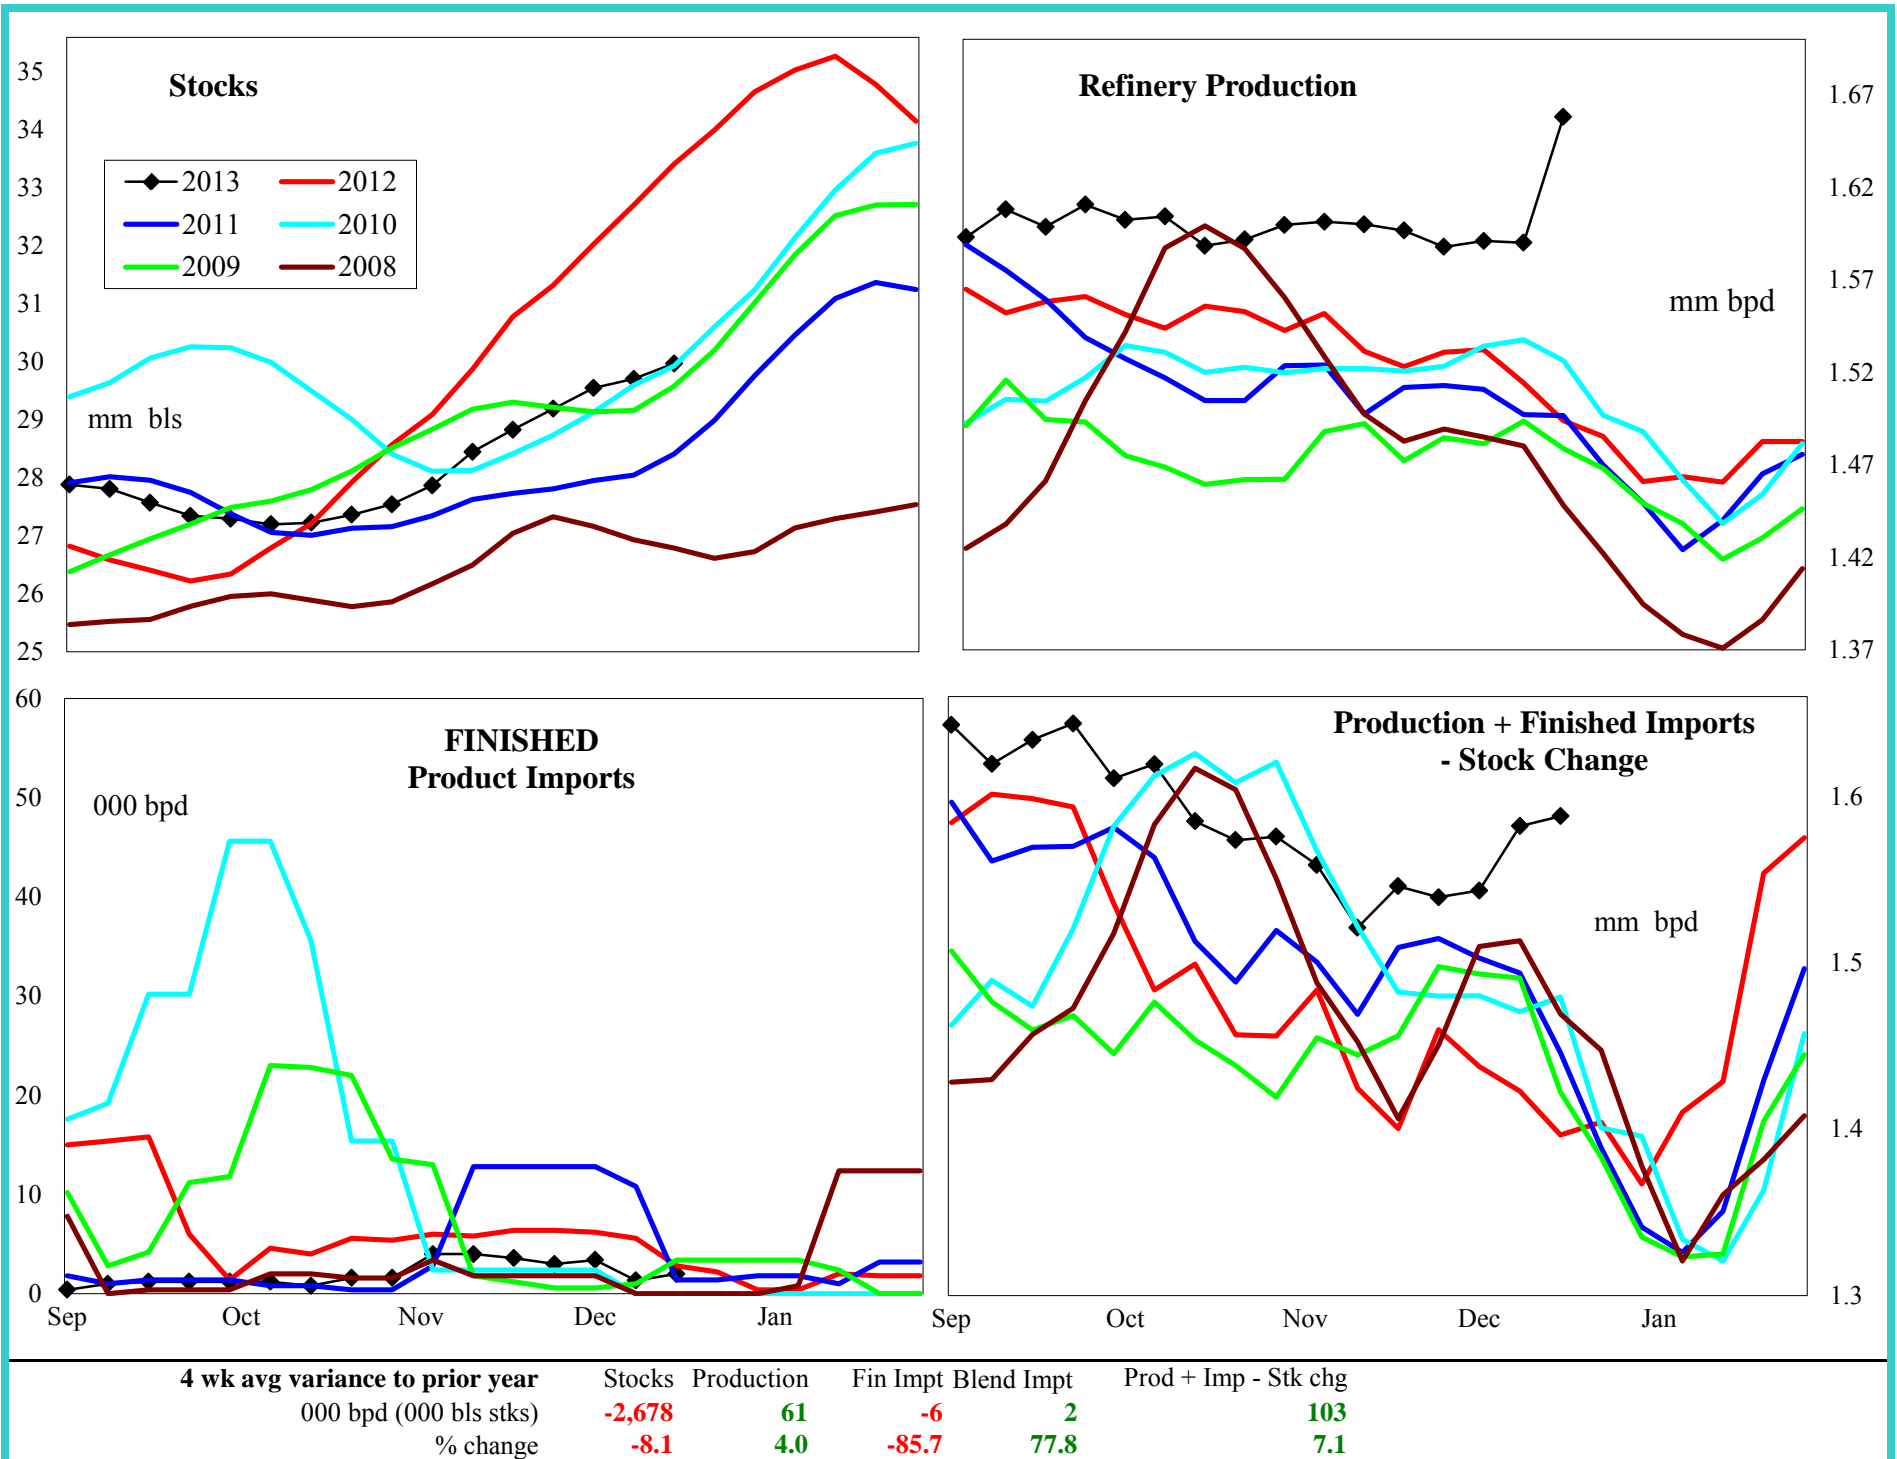 Stocks
35
34
33
32
31
30
29
28
27
26
25
2013 2012
2011 2010
2009 2008
mm bls
Refinery Production
1.67
1.62
1.57
1.52
1.47
1.42
1.37
mm bpd
FINISHED
Product Imports
000 bpd
60
50
40
30
20
10
0
Sep Oct Nov Dec Jan
Production + Finished Imports
- Stock Change
1.6
1.5
1.4
1.3
mm bpd
Sep Oct Nov Dec Jan
4 wk avg variance to prior year Stocks Production Fin Impt Blend Impt Prod + Imp - Stk chg
000 bpd (000 bls stks) -2,678 61 -6 2 103
% change -8.1 4.0 -85.7 77.8 7.1